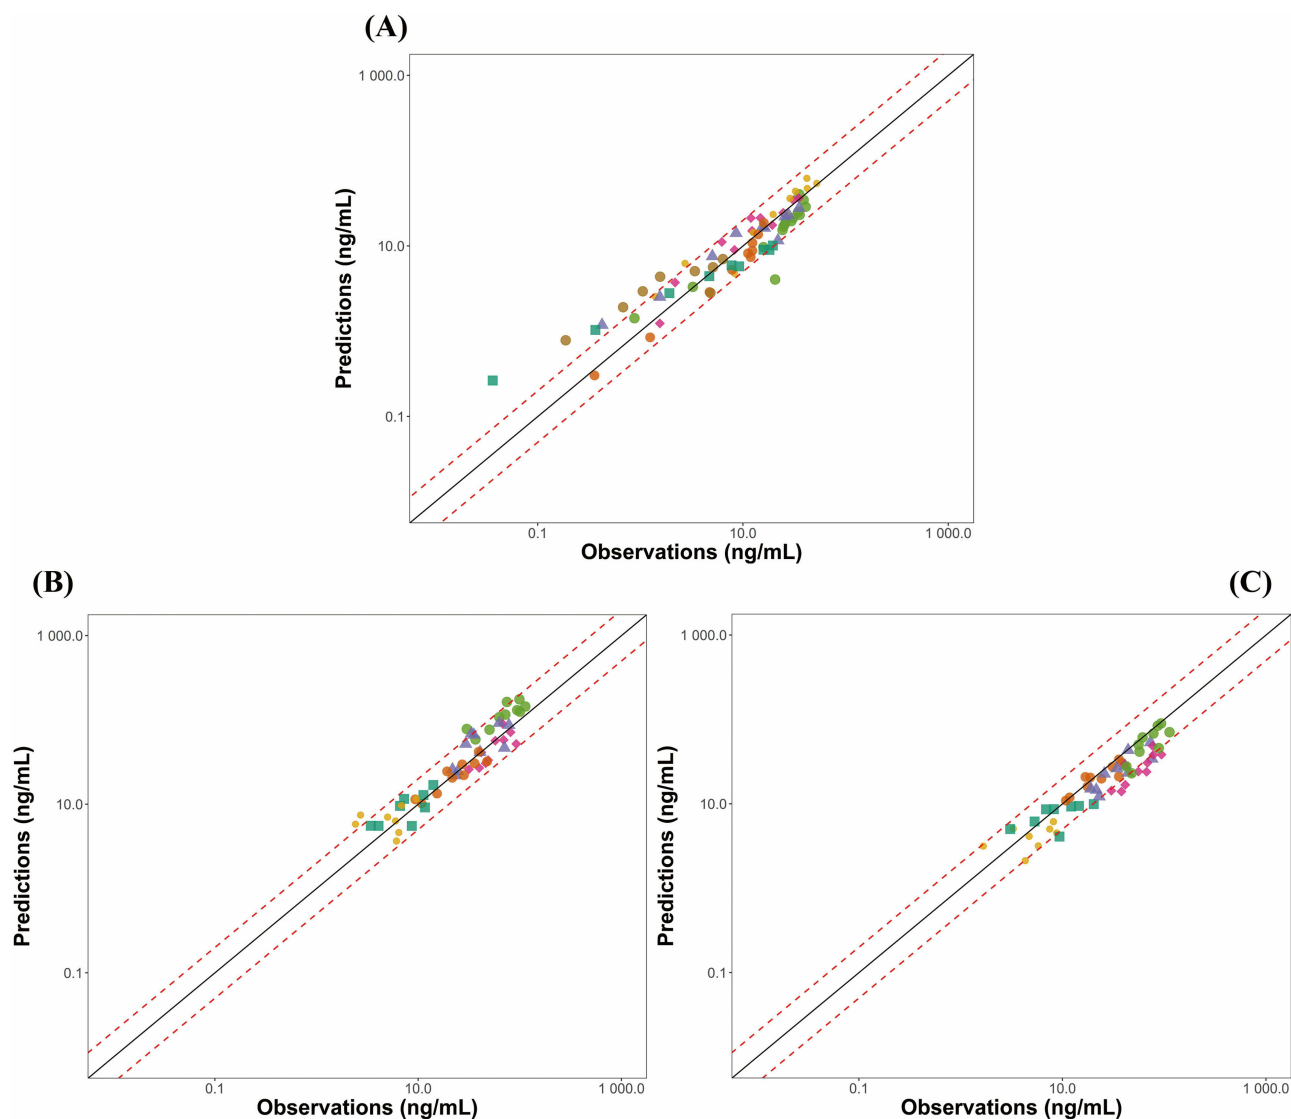 (A)
1 000.0
10.0
0.1
Predictions (ng/mL)
0.1 10.0 1 000.0
Observations (ng/mL)
(B)
1 000.0
10.0
0.1
Predictions (ng/mL)
0.1 10.0 1 000.0
Observations (ng/mL)
(C)
1 000.0
10.0
0.1
Predictions (ng/mL)
0.1 10.0 1 000.0
Observations (ng/mL)